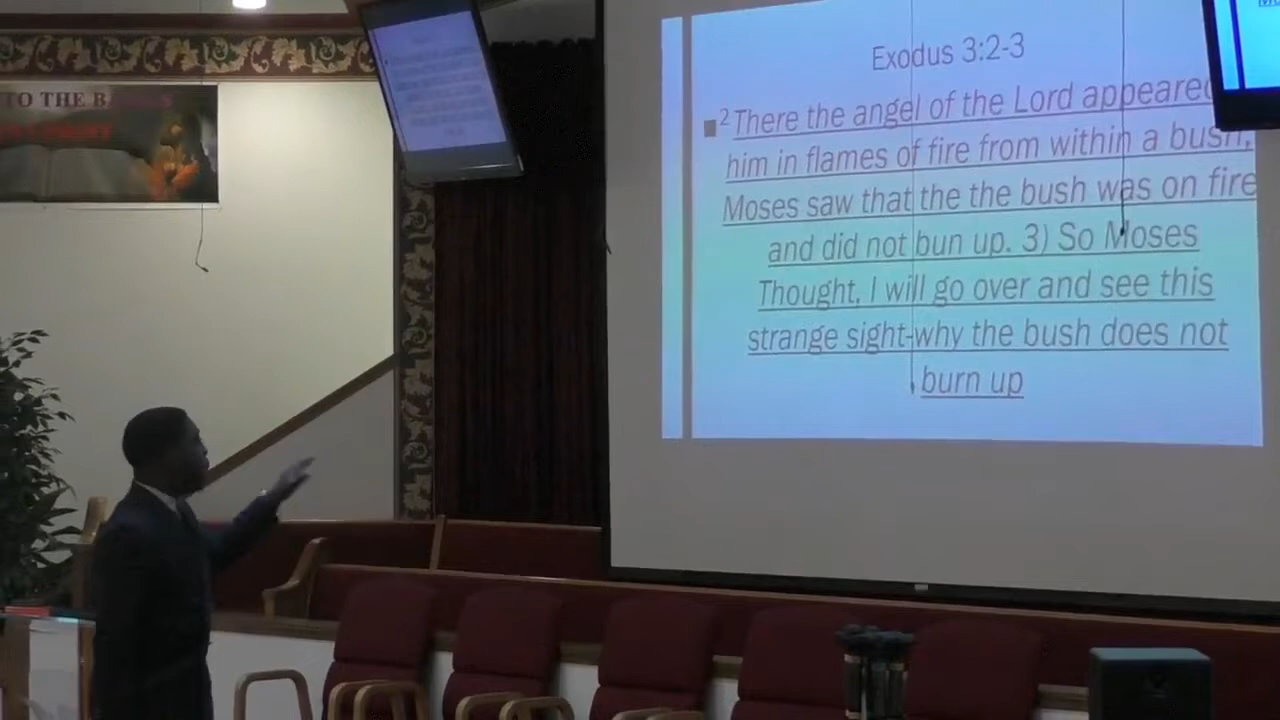 TO THE
Exodus 3:2-3
2 There the angel of the Lord appeared
him in flames of fire from within a bush,
Moses saw that the the bush was on fire
and did not bun up. 3) So Moses
Thought, I will go over and see this
strange sight-why the bush does not
burn up